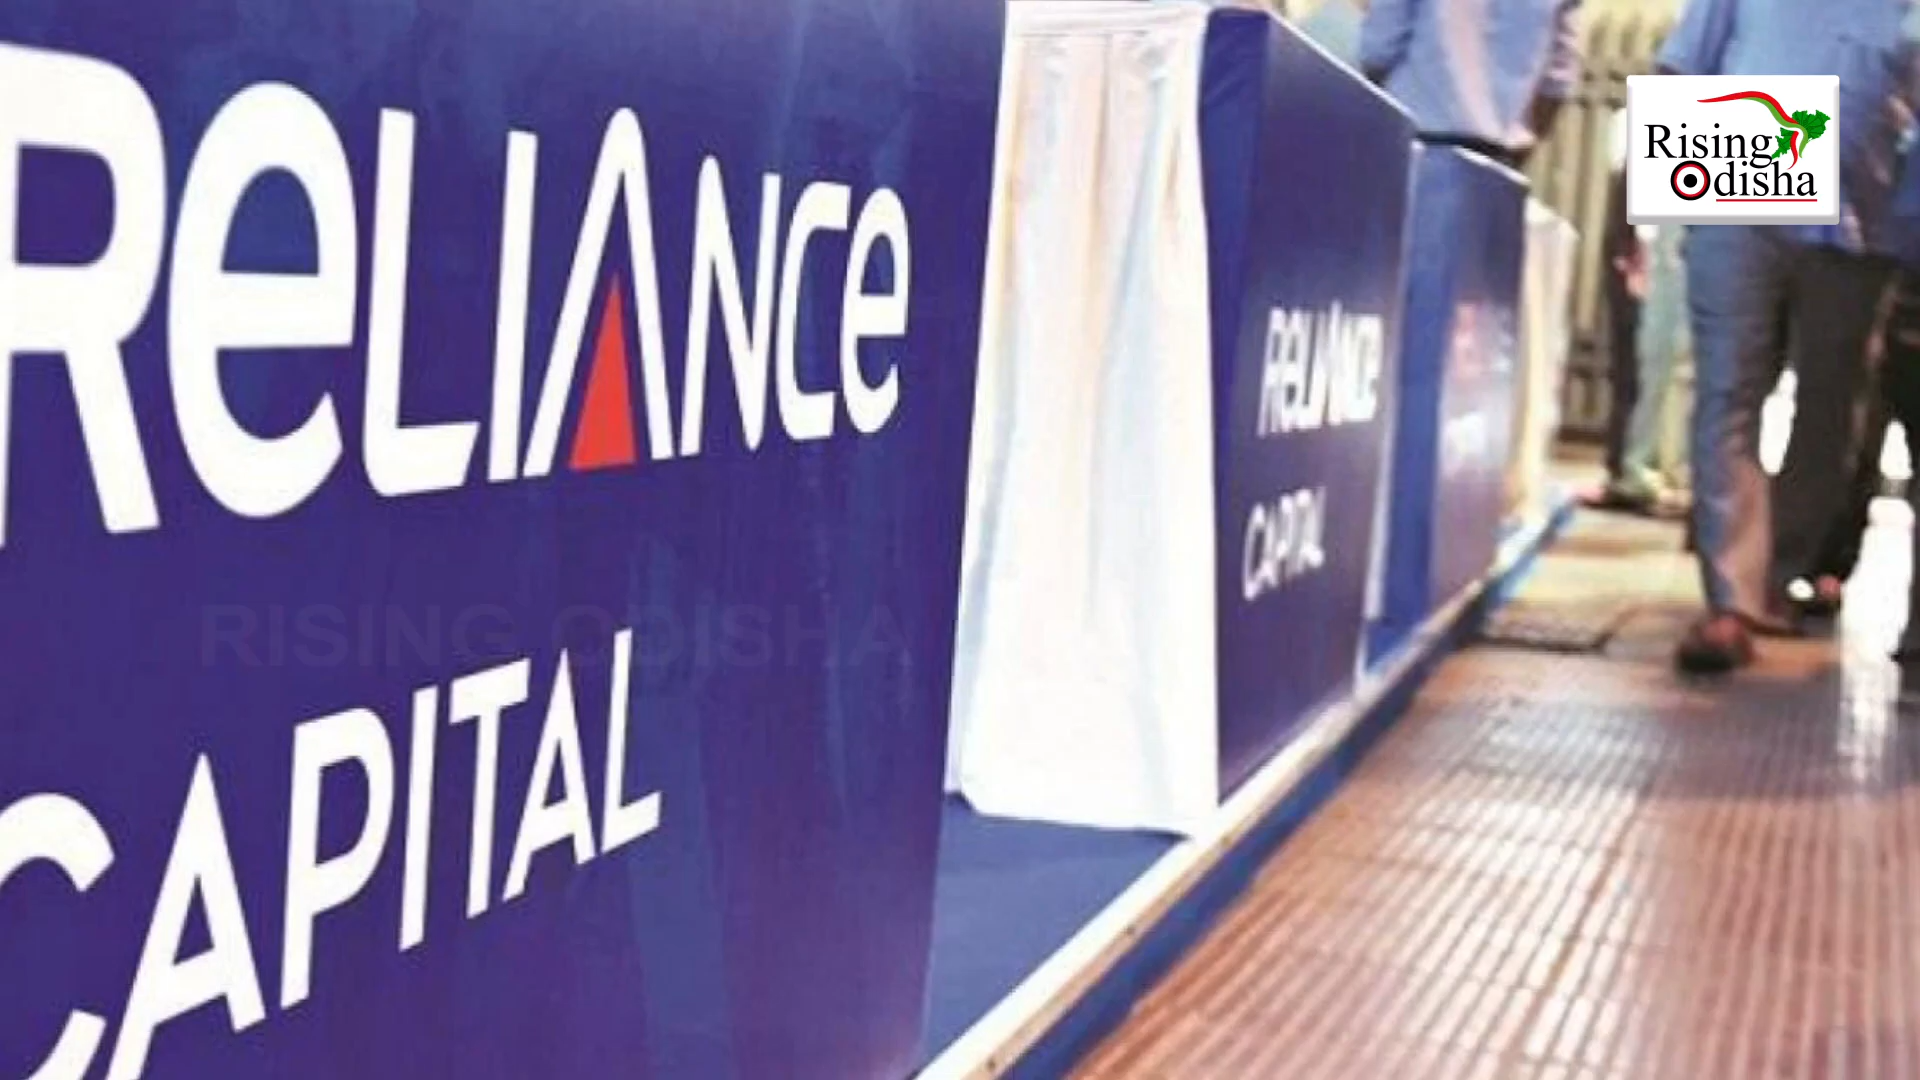 Reliance
CAPITAL
Reliance
CAPITAL
Rising
Odisha
RISING ODISHA